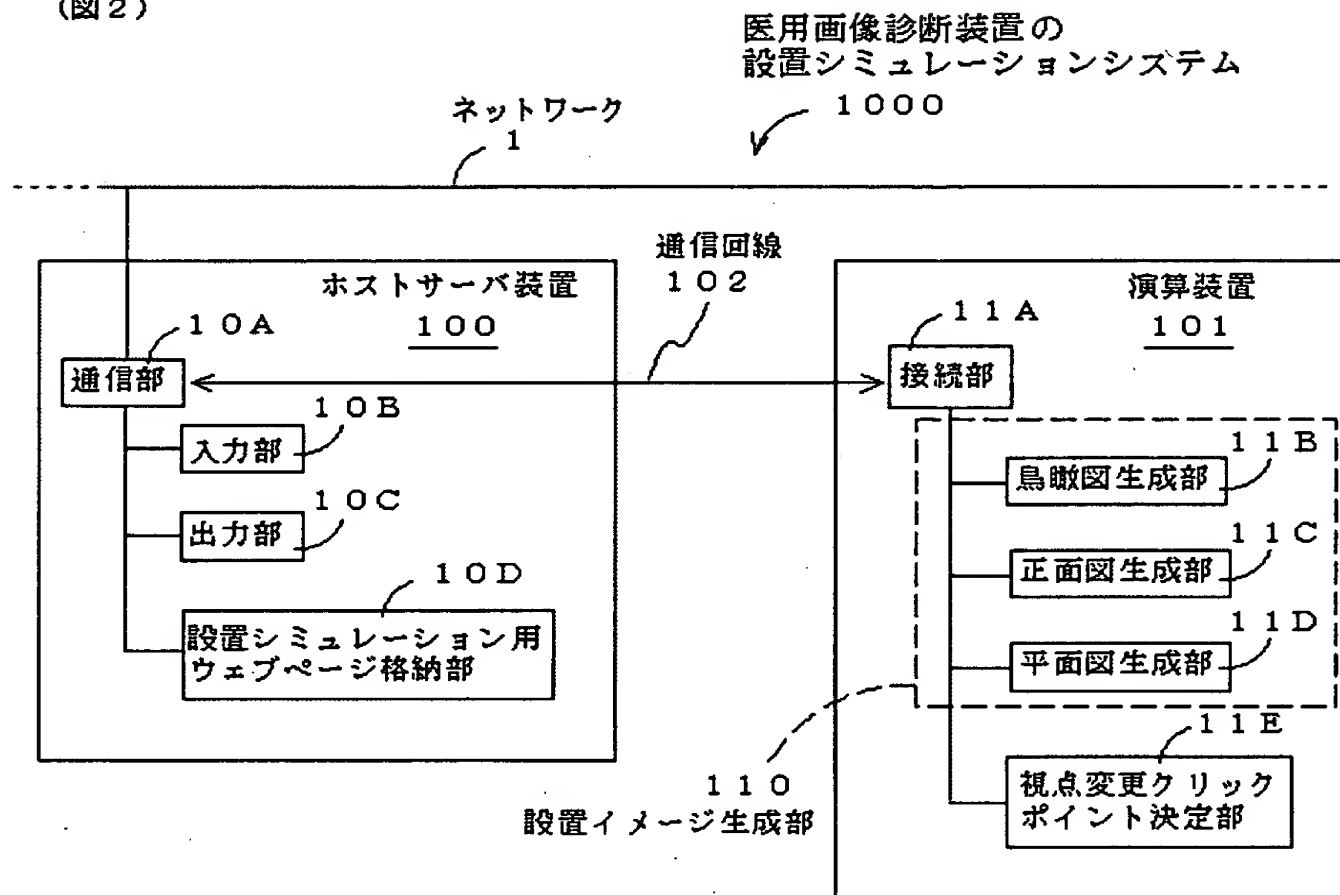 (図2)
医用画像診断装置の
設置シミュレーションシステム
1000
ネットワーク
1
通信回線
102
ホストサーバ装置
100
10A
通信部
10B
入力部
10C
出力部
10D
設置シミュレーション用
ウェブページ格納部
演算装置
101
11A
接続部
11B
鳥瞰図生成部
11C
正面図生成部
11D
平面図生成部
11E
視点変更クリック
ポイント決定部
110
設置イメージ生成部